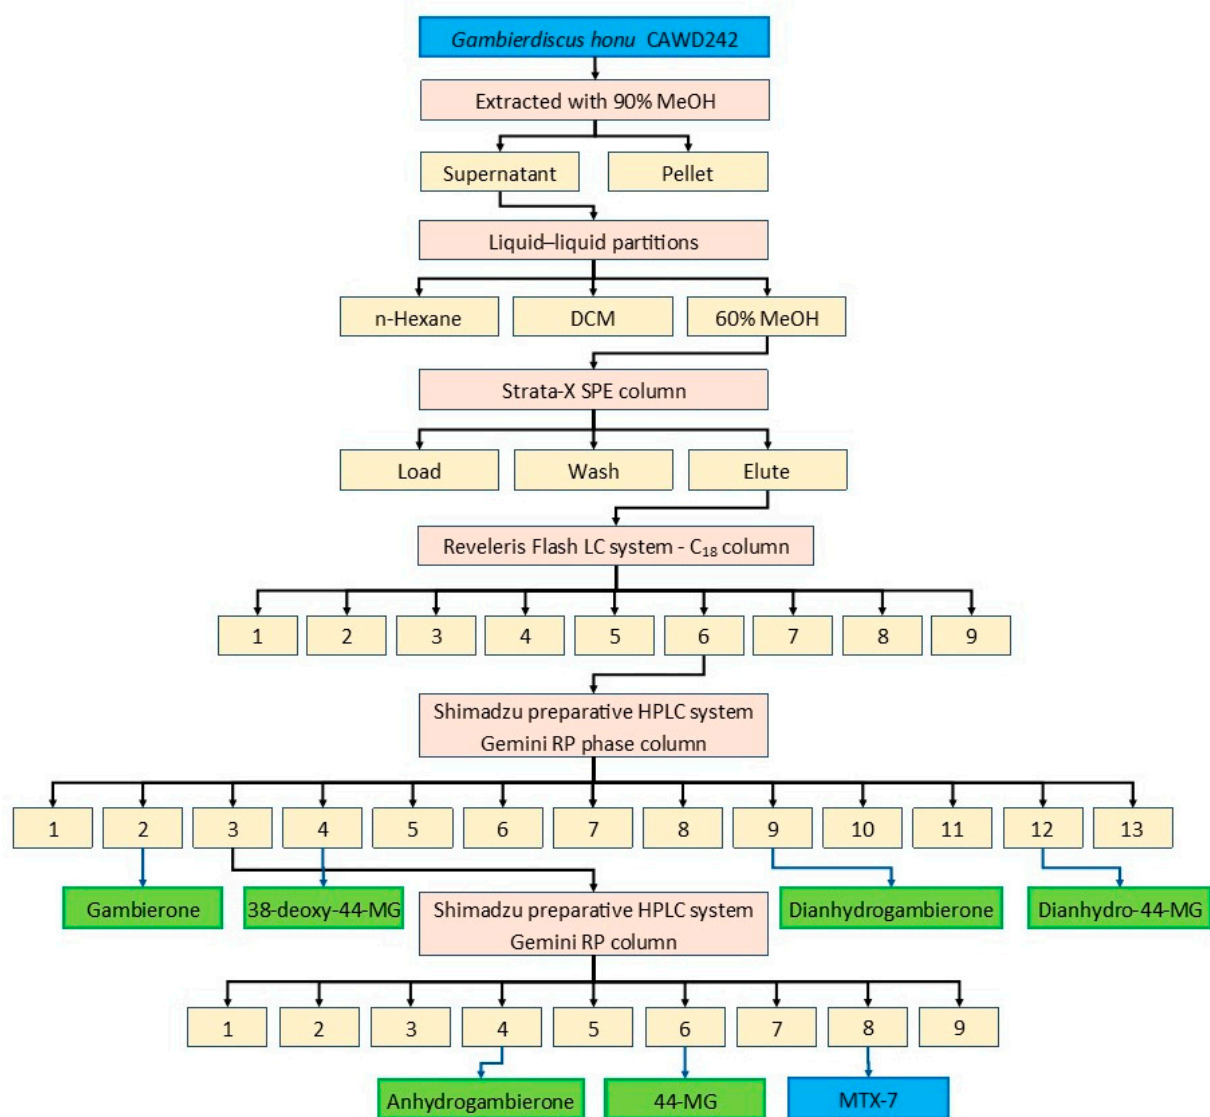 Gambierdiscus honu CAWD242
Extracted with 90% MeOH
Supernatant
Pellet
Liquid–liquid partitions
n-Hexane
DCM
60% MeOH
Strata-X SPE column
Load
Wash
Elute
Reveleris Flash LC system - C18 column
1
2
3
4
5
6
7
8
9
Shimadzu preparative HPLC system
Gemini RP phase column
1
2
3
4
5
6
7
8
9
10
11
12
13
Gambierone
38-deoxy-44-MG
Shimadzu preparative HPLC system
Gemini RP column
Dianhydrogambierone
Dianhydro-44-MG
1
2
3
4
5
6
7
8
9
Anhydrogambierone
44-MG
MTX-7